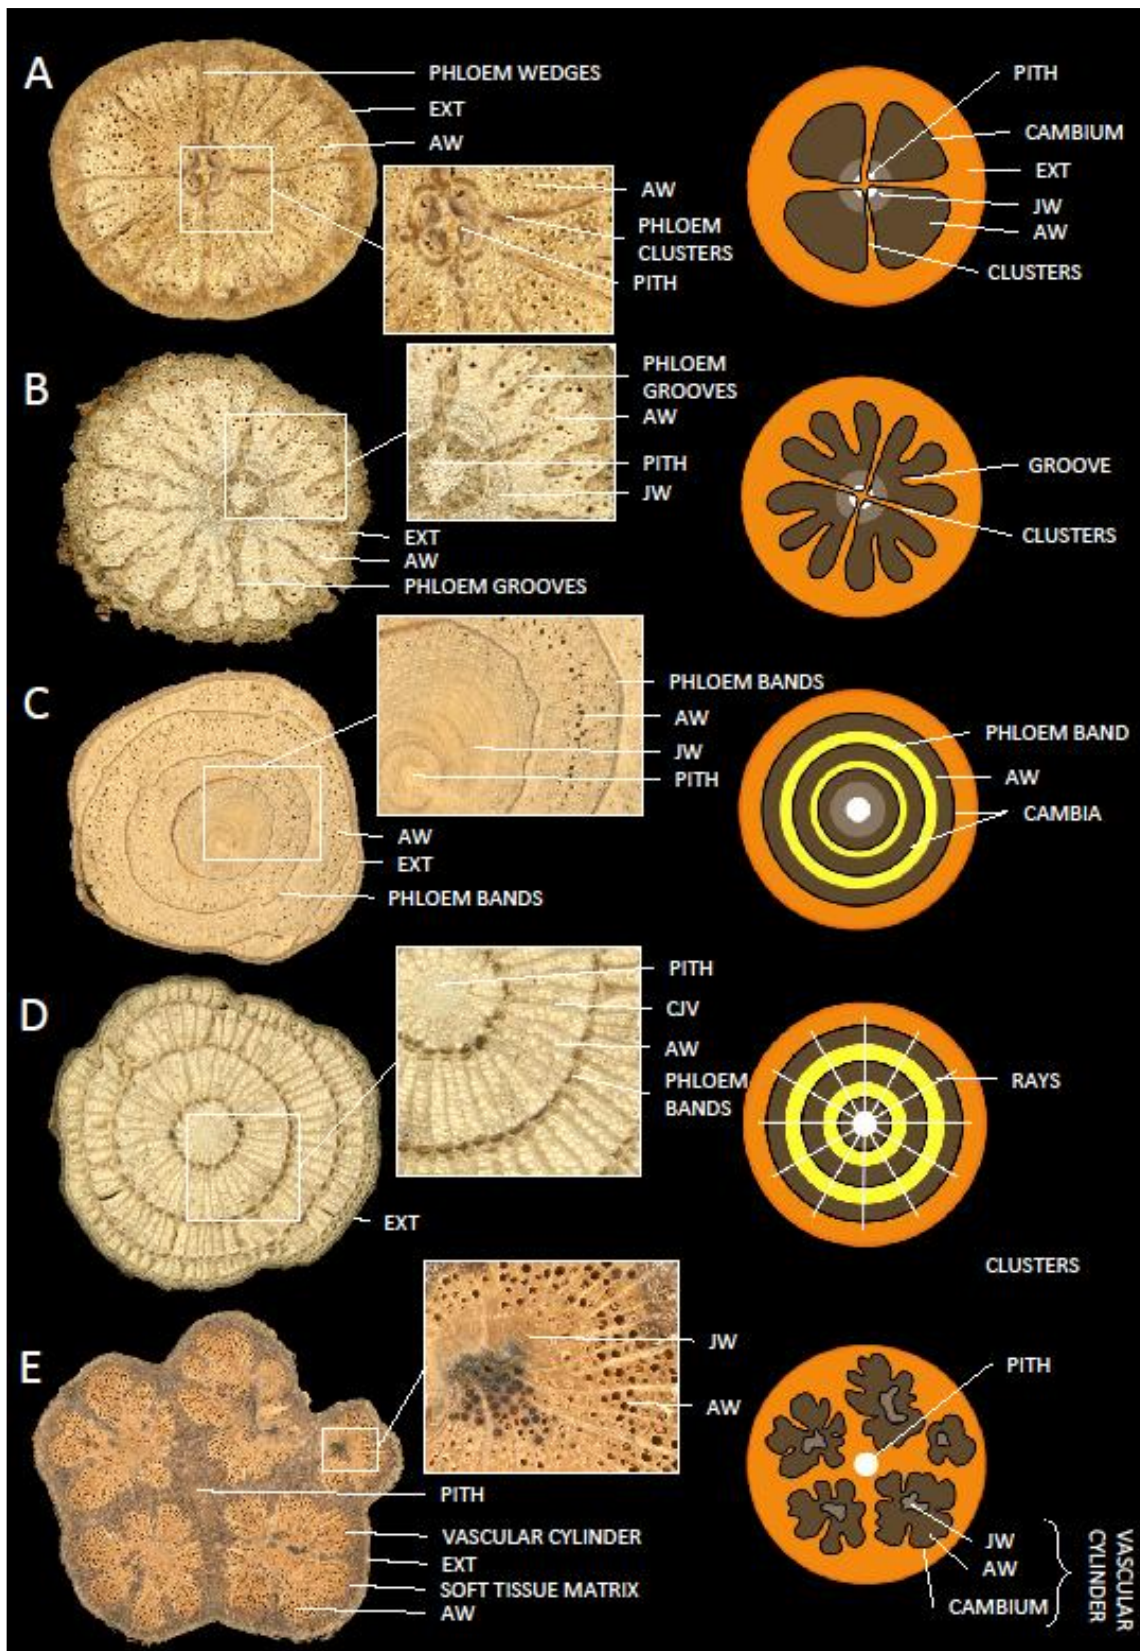 A
PHLOEM WEDGES
EXT
AW
AW
PHLOEM
CLUSTERS
PITH
PITH
CAMBIUM
EXT
JW
AW
CLUSTERS
B
PHLOEM
GROOVES
AW
PITH
JW
EXT
AW
PHLOEM GROOVES
GROOVE
CLUSTERS
C
PHLOEM BANDS
AW
JW
PITH
AW
EXT
PHLOEM BANDS
PHLOEM BAND
AW
CAMBIA
D
PITH
CJV
AW
PHLOEM
BANDS
EXT
RAYS
CLUSTERS
E
JW
AW
PITH
VASCULAR CYLINDER
EXT
SOFT TISSUE MATRIX
AW
PITH
JW
AW
CAMBIUM
VASCULAR
CYLINDER